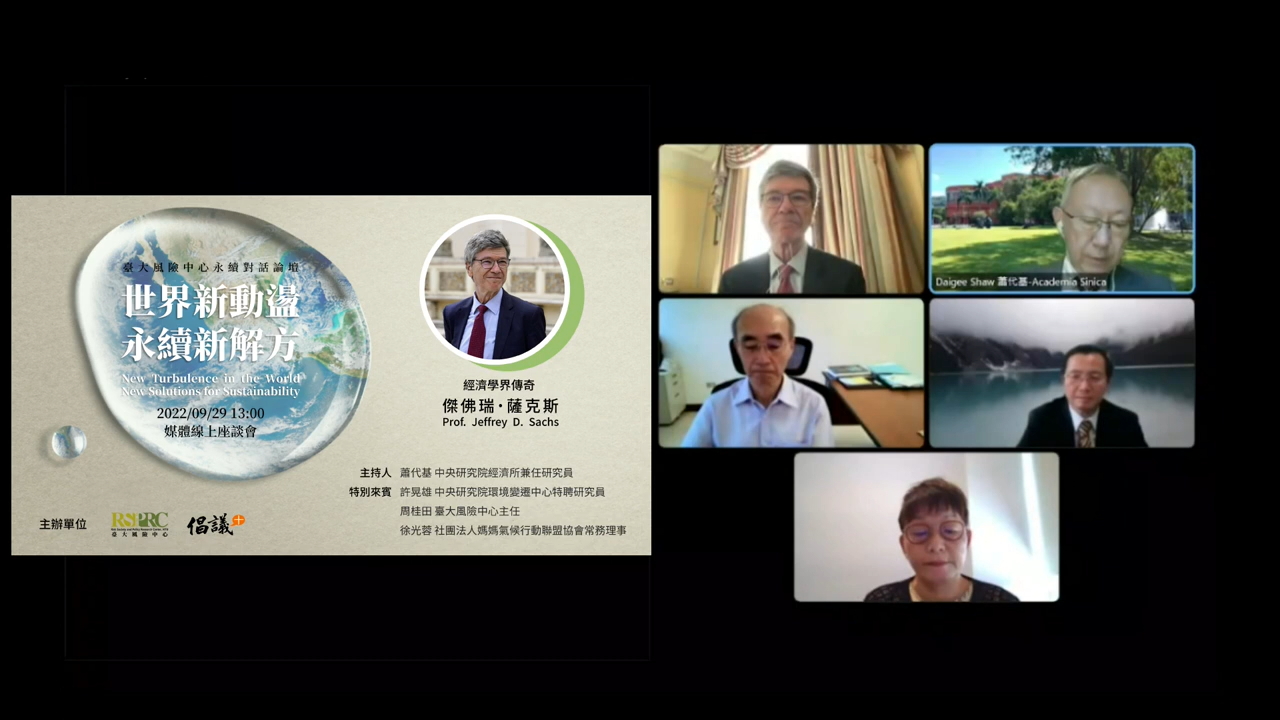 臺大風險中心永續對話論壇
世界新動盪
永續新解方
New Turbulence in the World
New Solutions for Sustainability
2022/09/29 13:00
媒體線上座談會
經濟學界傳奇
傑佛瑞·薩克斯
Prof. Jeffrey D. Sachs
主持人 蕭代基 中央研究院經濟所兼任研究員
特別來賓 許晃雄 中央研究院環境變遷中心特聘研究員
周桂田 臺大風險中心主任
徐光蓉 社團法人媽媽氣候行動聯盟協會常務理事
主辦單位
RSPRC
臺大風險中心
倡議+
Daigee Shaw 蕭代基-Academia Sinica